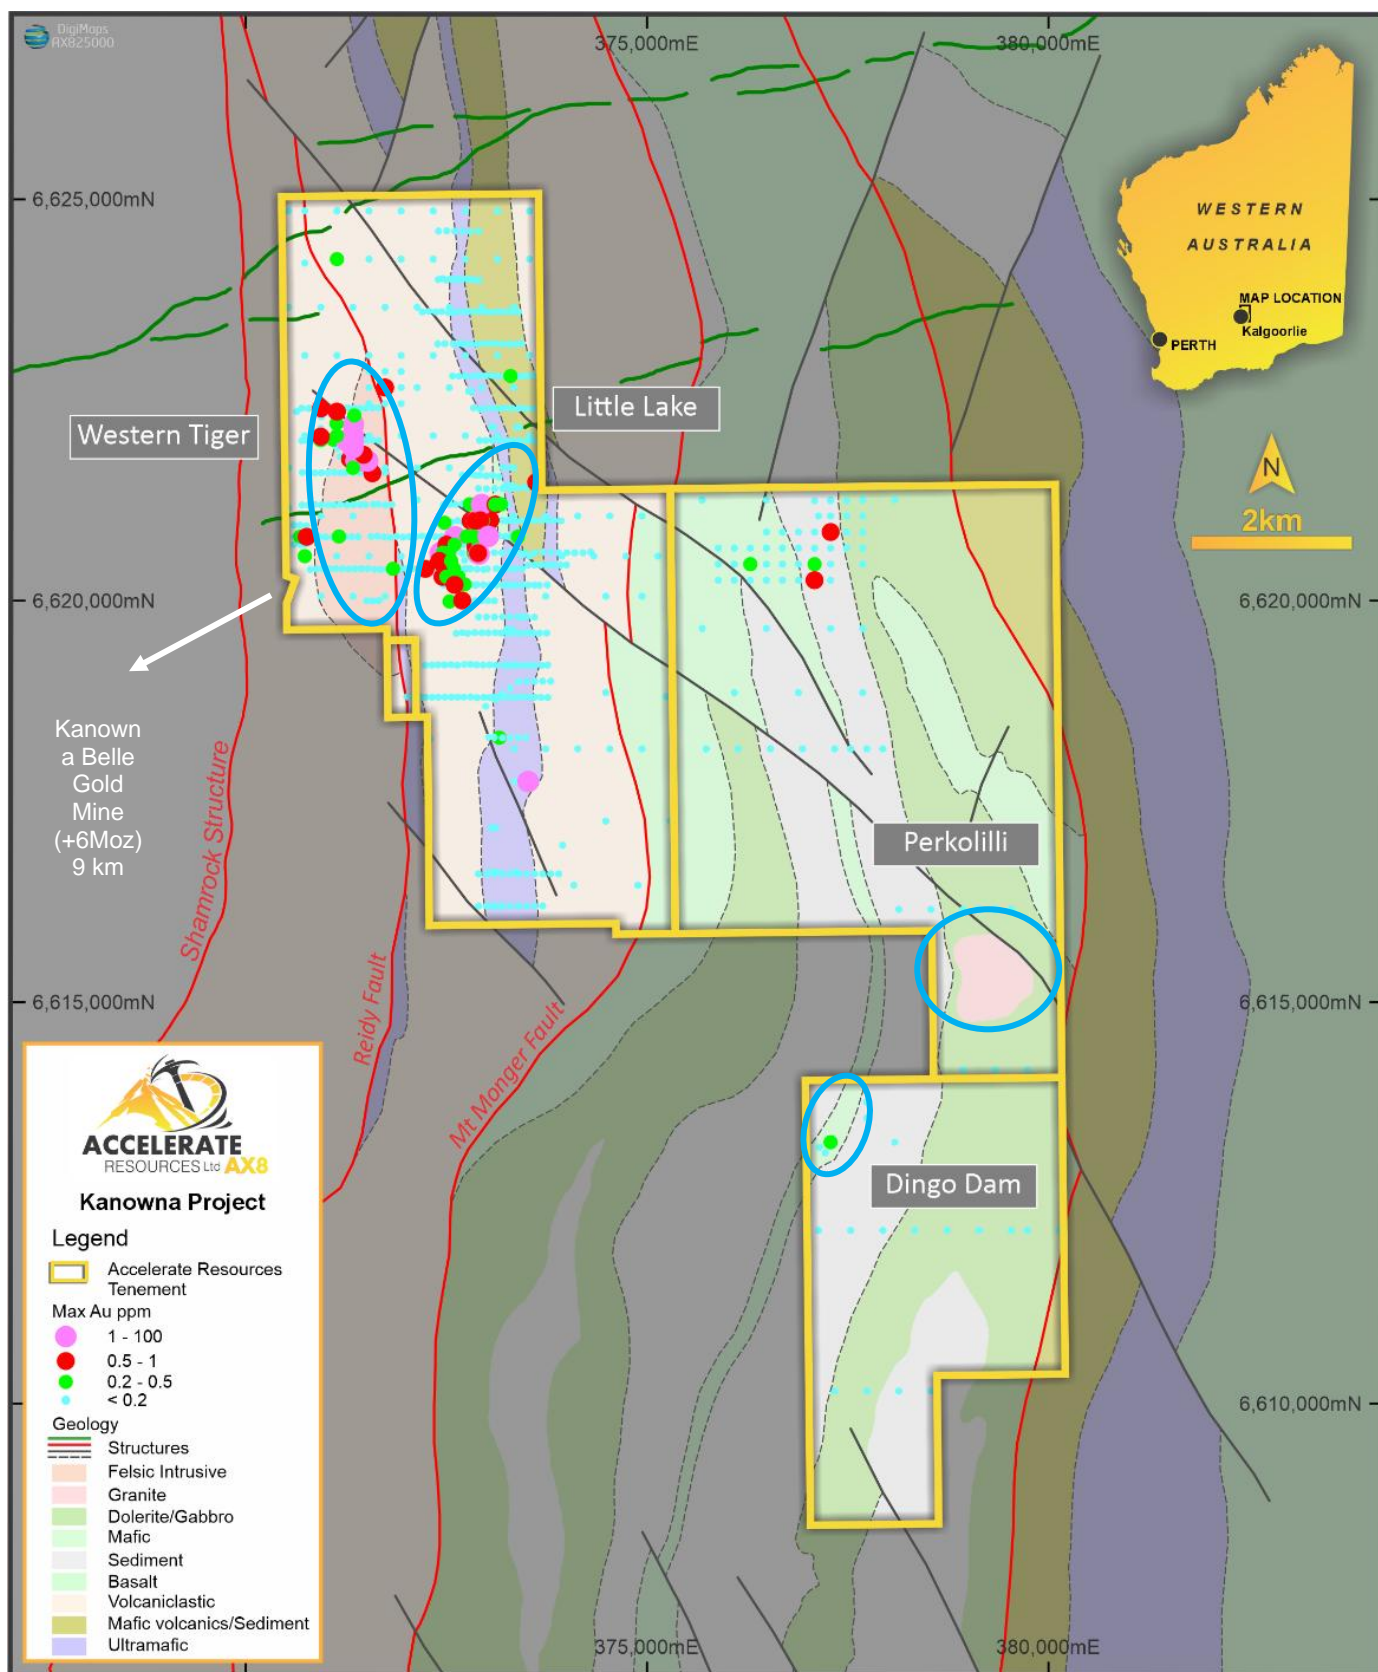 DigiMaps
AX825000
375,000mE
380,000mE
6,625,000mN
WESTERN
AUSTRALIA
MAP LOCATION
Kalgoorlie
PERTH
Little Lake
Western Tiger
N
2km
6,620,000mN
6,620,000mN
Kanown
a Belle
Gold
Mine
(+6Moz)
9 km
Shamrock Structure
Perkolilli
Reidy Fault
Mt Monger Fault
6,615,000mN
6,615,000mN
Dingo Dam
ACCELERATE
RESOURCES Ltd AX8
Kanowna Project
Legend
Accelerate Resources
Tenement
Max Au ppm
1 - 100
0.5 - 1
0.2 - 0.5
< 0.2
Geology
Structures
Felsic Intrusive
Granite
Dolerite/Gabbro
Mafic
Sediment
Basalt
Volcaniclastic
Mafic volcanics/Sediment
Ultramafic
6,610,000mN
375,000mE
380,000mE